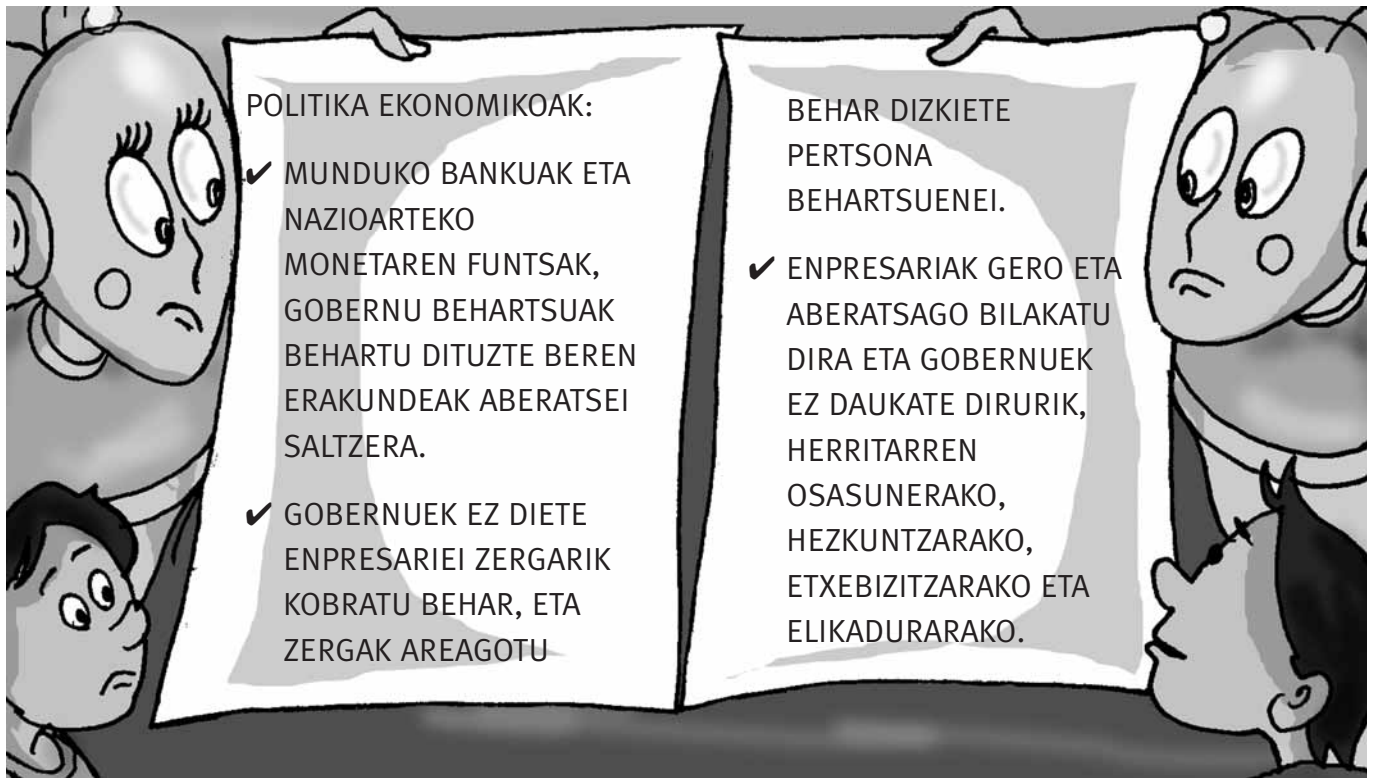 POLITIKA EKONOMIKOAK:
✔ MUNDUKO BANKUAK ETA
NAZIOARTEKO
MONETAREN FUNTSAK,
GOBERNU BEHARTSUAK
BEHARTU DITUZTE BEREN
ERAKUNDEAK ABERATSEI
SALTZERA.
✔ GOBERNUEK EZ DIETE
ENPRESARIEI ZERGARIK
KOBRATU BEHAR, ETA
ZERGAK AREAGOTU
BEHAR DIZKIETE
PERTSONA
BEHARTSUENEI.
✔ ENPRESARIAK GERO ETA
ABERATSAGO BILAKATU
DIRA ETA GOBERNUEK
EZ DAUKATE DIRURIK,
HERRITARREN
OSASUNERAKO,
HEZKUNTZARAKO,
ETXEBIZITZARAKO ETA
ELIKADURARAKO.